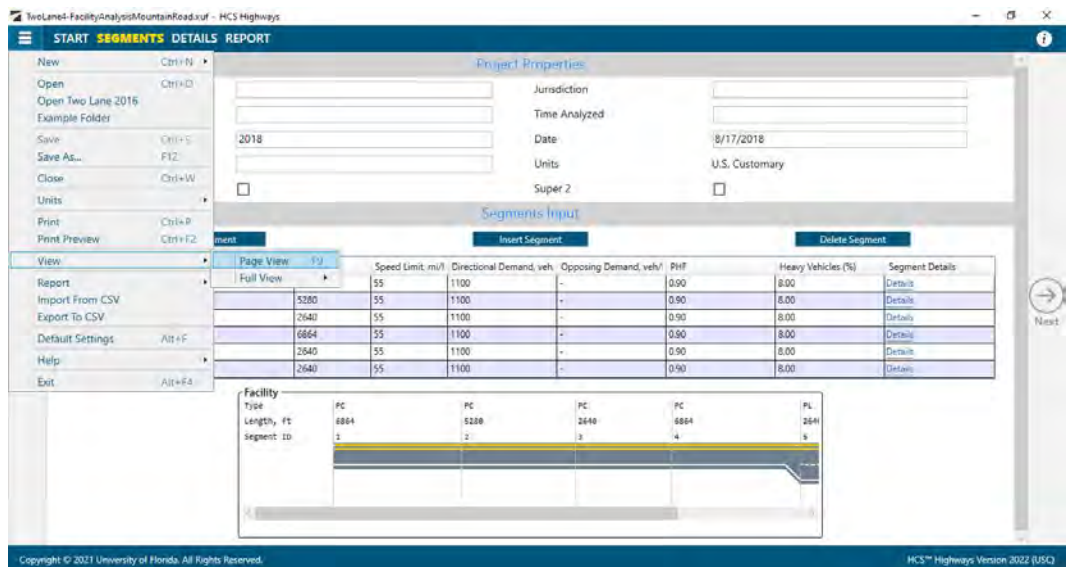 TwoLane4-FacilityAnalysisMountainRoad.xuf - HCS Highways
START SEGMENTS DETAILS REPORT
New Ctrl+N
Project Properties
Open Ctrl+O
Jurisdiction
Open Two Lane 2016
Example Folder
Time Analyzed
Save Ctrl+S
2018 Date 8/17/2018
Save As... F12
Units U.S. Customary
Close Ctrl+W
Super 2
Units
Segments Input
Print Ctrl+P
Print Preview Ctrl+F2
ment Insert Segment Delete Segment
View
Page View F9
Full View
Speed Limit, mi/l Directional Demand, veh, Opposing Demand, veh/l PHF Heavy Vehicles (%) Segment Details
55 1100 - 0.90 8.00 Details
5280 55 1100 - 0.90 8.00 Details
2640 55 1100 - 0.90 8.00 Details
6864 55 1100 - 0.90 8.00 Details
2640 55 1100 - 0.90 8.00 Details
2640 55 1100 - 0.90 8.00 Details
Report
Import From CSV
Export To CSV
Default Settings Alt+F
Help
Exit Alt+F4
Next
Facility
Type PC PC PC PC PL
Length, ft 6864 5280 2640 6864 264
Segment ID 1 2 3 4 5
Copyright © 2021 University of Florida. All Rights Reserved. HCS™ Highways Version 2022 (USC)